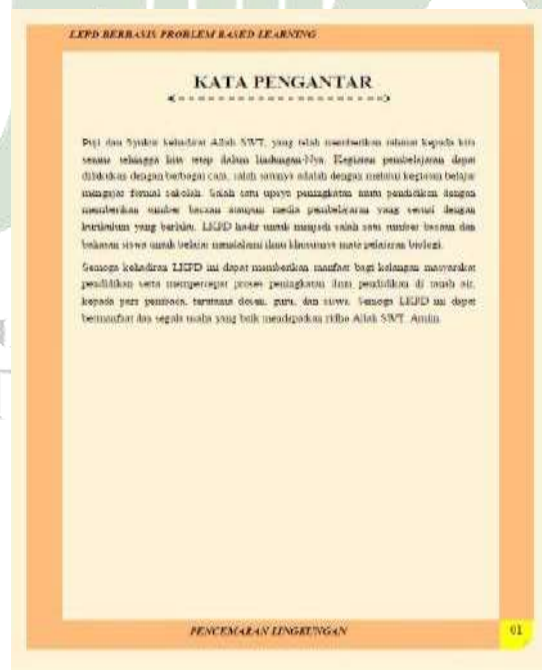 LKPD BERBASIS PROBLEM BASED LEARNING
KATA PENGANTAR
Puji dan Syukur kehadirat Allah SWT, yang telah memberikan rahmat kepada kita
semua sehingga kita tetap dalam lindungan-Nya. Kegiatan pembelajaran dapat
dilakukan dengan berbagai cara, salah satunya adalah dengan melalui kegiatan belajar
mengajar formal sekolah. Salah satu upaya peningkatan mutu pendidikan dengan
memberikan sumber bacaan ataupun media pembelajaran yang sesuai dengan
kurikulum yang berlaku. LKPD hadir untuk menjadi salah satu sumber bacaan dan
siswa untuk belajar mendalami ilmu khususnya mata pelajaran biologi.
Semoga kehadiran LKPD ini dapat memberikan manfaat bagi kalangan masyarakat
pendidikan serta mempercepat proses peningkatan ilmu pendidikan di tanah air,
kepada para pembaca, terutama dosen, guru, dan siswa. Semoga LKPD ini dapat
bermanfaat dan segala usaha yang baik mendapatkan ridho Allah SWT. Amiin.
PENCEMARAN LINGKUNGAN
01